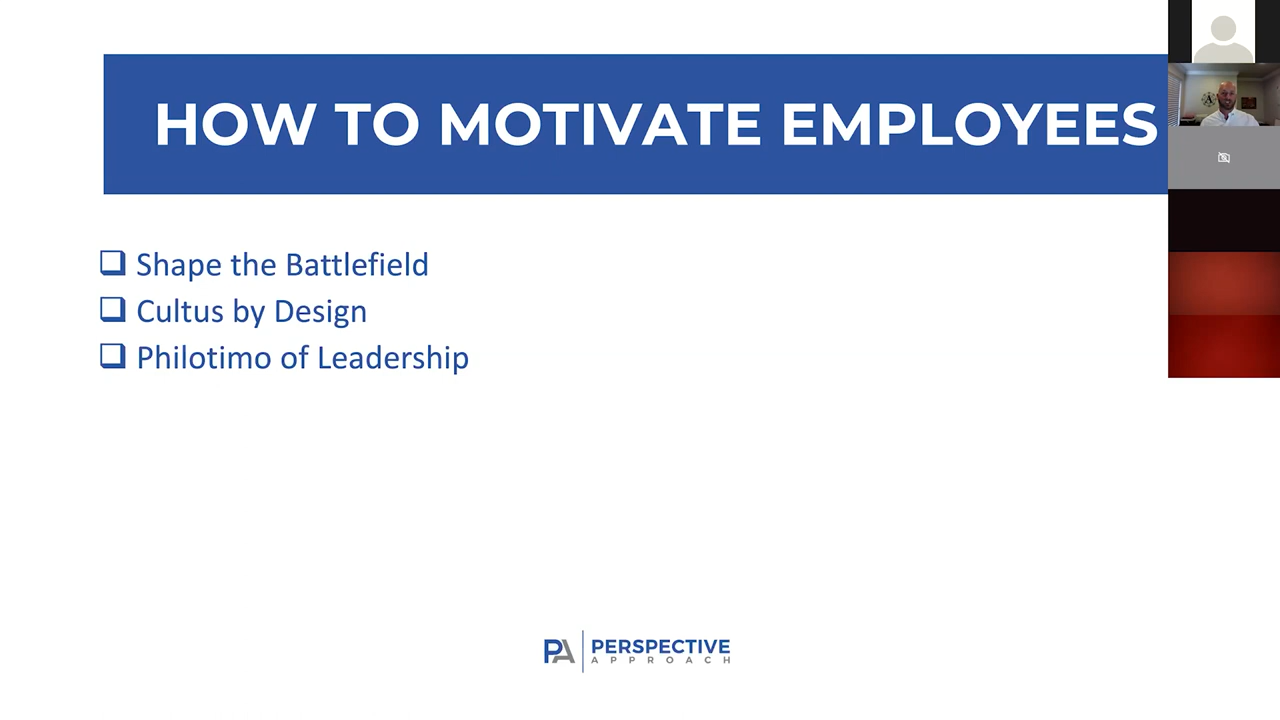 HOW TO MOTIVATE EMPLOYEES
Shape the Battlefield
Cultus by Design
Philotimo of Leadership
PA PERSPECTIVE
APPROACH